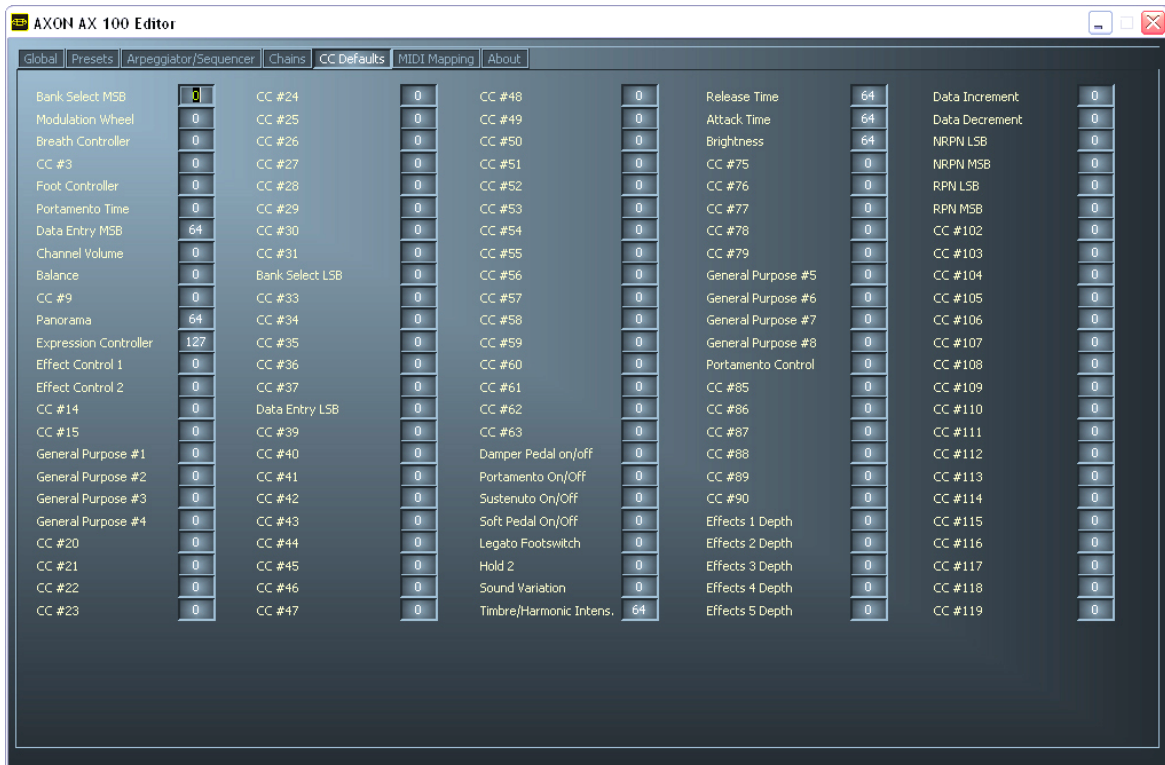 AXON AX 100 Editor
Global Presets Arpeggiator/Sequencer Chains CC Defaults MIDI Mapping About
Bank Select MSB 0 CC #24 0 CC #48 0 Release Time 64 Data Increment 0
Modulation Wheel 0 CC #25 0 CC #49 0 Attack Time 64 Data Decrement 0
Breath Controller 0 CC #26 0 CC #50 0 Brightness 64 NRPN LSB 0
CC #3 0 CC #27 0 CC #51 0 CC #75 0 NRPN MSB 0
Foot Controller 0 CC #28 0 CC #52 0 CC #76 0 RPN LSB 0
Portamento Time 0 CC #29 0 CC #53 0 CC #77 0 RPN MSB 0
Data Entry MSB 64 CC #30 0 CC #54 0 CC #78 0 CC #102 0
Channel Volume 0 CC #31 0 CC #55 0 CC #79 0 CC #103 0
Balance 0 Bank Select LSB 0 CC #56 0 General Purpose #5 0 CC #104 0
CC #9 0 CC #33 0 CC #57 0 General Purpose #6 0 CC #105 0
Panorama 64 CC #34 0 CC #58 0 General Purpose #7 0 CC #106 0
Expression Controller 127 CC #35 0 CC #59 0 General Purpose #8 0 CC #107 0
Effect Control 1 0 CC #36 0 CC #60 0 Portamento Control 0 CC #108 0
Effect Control 2 0 CC #37 0 CC #61 0 CC #85 0 CC #109 0
CC #14 0 Data Entry LSB 0 CC #62 0 CC #86 0 CC #110 0
CC #15 0 CC #39 0 CC #63 0 CC #87 0 CC #111 0
General Purpose #1 0 CC #40 0 Damper Pedal on/off 0 CC #88 0 CC #112 0
General Purpose #2 0 CC #41 0 Portamento On/Off 0 CC #89 0 CC #113 0
General Purpose #3 0 CC #42 0 Sustenuto On/Off 0 CC #90 0 CC #114 0
General Purpose #4 0 CC #43 0 Soft Pedal On/Off 0 Effects 1 Depth 0 CC #115 0
CC #20 0 CC #44 0 Legato Footswitch 0 Effects 2 Depth 0 CC #116 0
CC #21 0 CC #45 0 Hold 2 0 Effects 3 Depth 0 CC #117 0
CC #22 0 CC #46 0 Sound Variation 0 Effects 4 Depth 0 CC #118 0
CC #23 0 CC #47 0 Timbre/Harmonic Intens. 64 Effects 5 Depth 0 CC #119 0